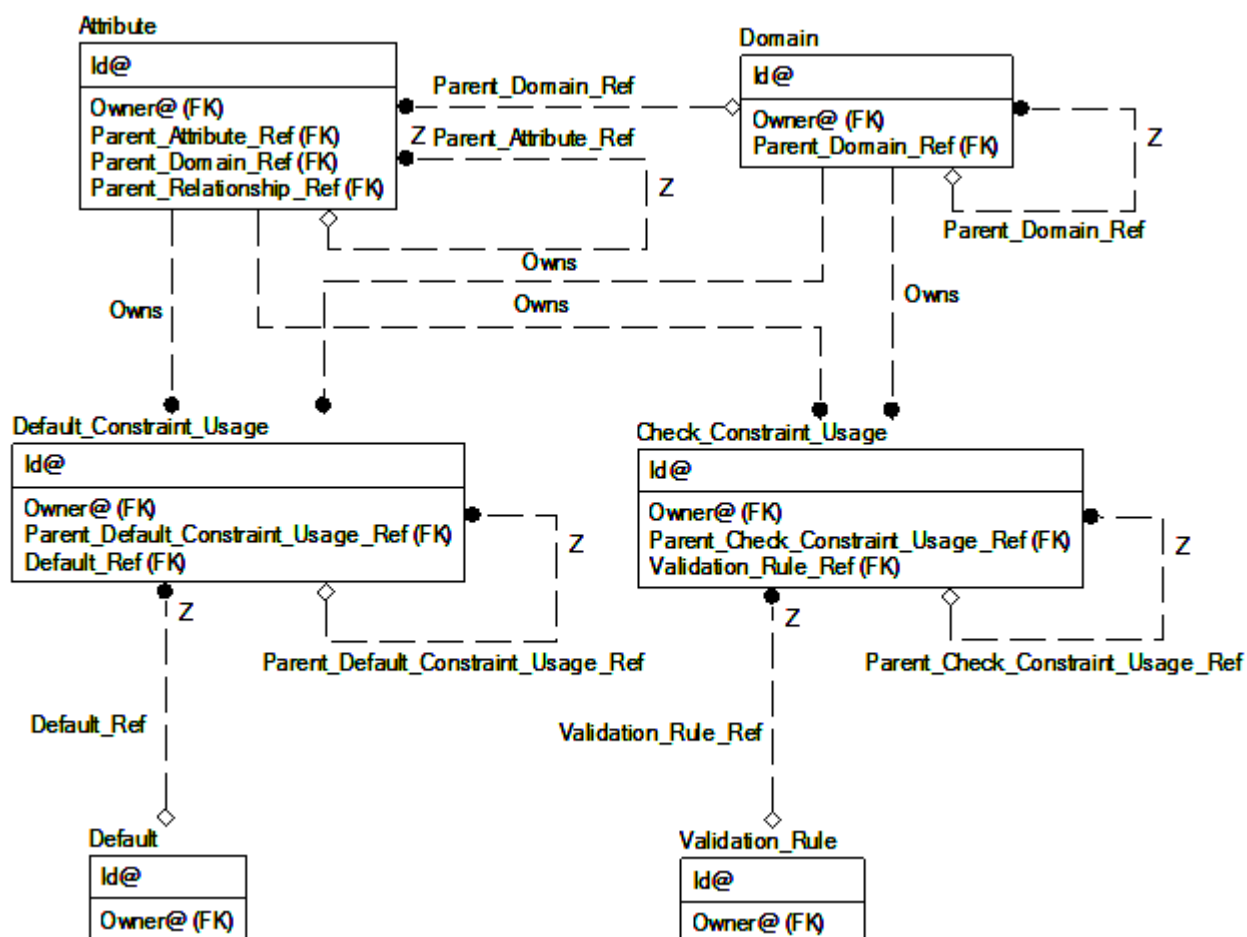 Attribute
Id@
Owner@ (FK)
Parent_Attribute_Ref (FK)
Parent_Domain_Ref (FK)
Parent_Relationship_Ref (FK)
Parent_Domain_Ref
Z
Parent_Attribute_Ref
Z
Domain
Id@
Owner@ (FK)
Parent_Domain_Ref (FK)
Z
Parent_Domain_Ref
Owns
Owns
Owns
Owns
Default_Constraint_Usage
Id@
Owner@ (FK)
Parent_Default_Constraint_Usage_Ref (FK)
Default_Ref (FK)
Z
Z
Parent_Default_Constraint_Usage_Ref
Check_Constraint_Usage
Id@
Owner@ (FK)
Parent_Check_Constraint_Usage_Ref (FK)
Validation_Rule_Ref (FK)
Z
Z
Parent_Check_Constraint_Usage_Ref
Default_Ref
Validation_Rule_Ref
Default
Id@
Owner@ (FK)
Validation_Rule
Id@
Owner@ (FK)